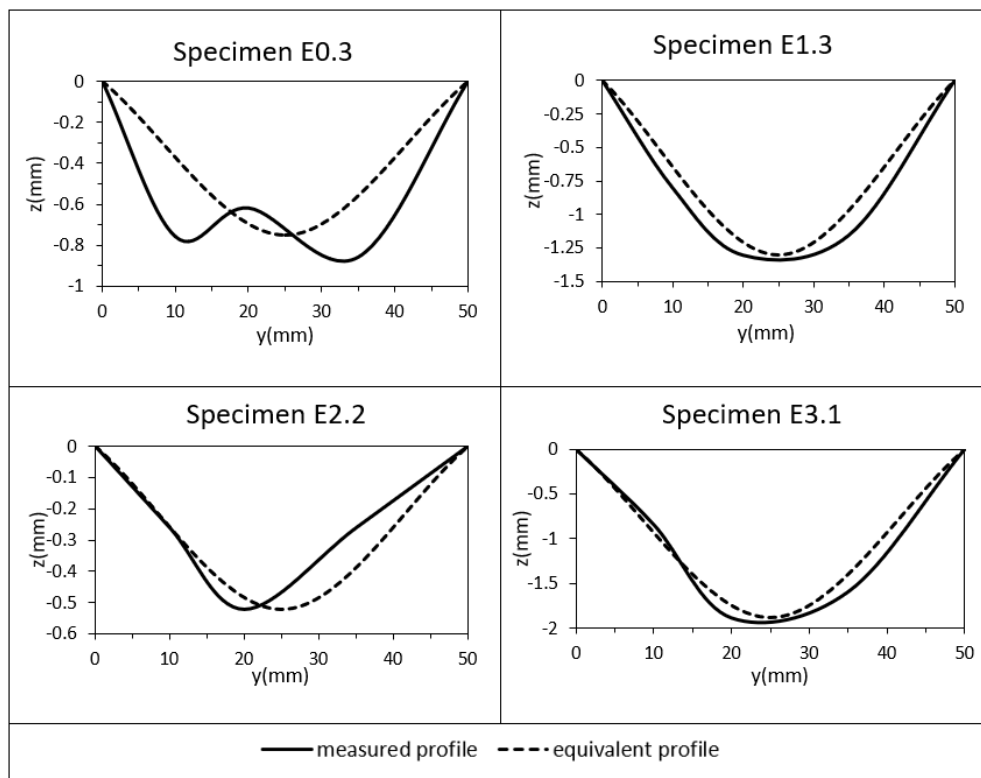 Specimen E0.3
0
-0.2
-0.4
-0.6
-0.8
-1
z(mm)
0 10 20 30 40 50
y(mm)
Specimen E1.3
0
-0.25
-0.5
-0.75
-1
-1.25
-1.5
z(mm)
0 10 20 30 40 50
y(mm)
Specimen E2.2
0
-0.1
-0.2
-0.3
-0.4
-0.5
-0.6
z(mm)
0 10 20 30 40 50
y(mm)
Specimen E3.1
0
-0.5
-1
-1.5
-2
z(mm)
0 10 20 30 40 50
y(mm)
measured profile equivalent profile